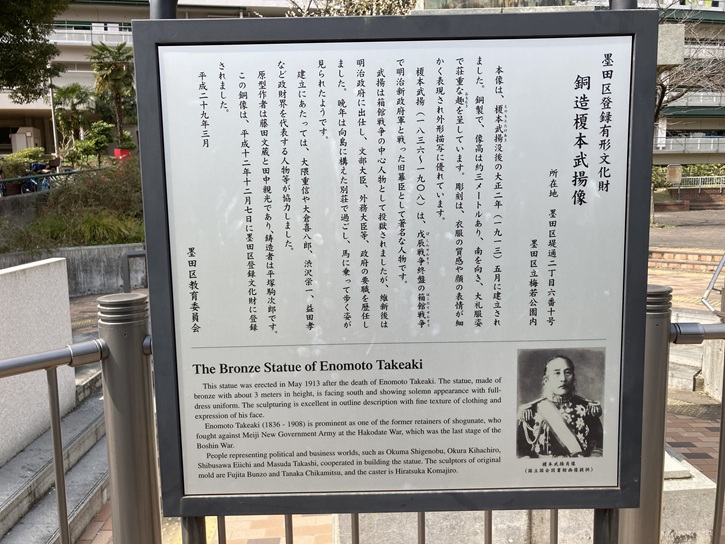 墨田区登録有形文化財
銅造榎本武揚像
所在地 墨田区堤通二丁目六番十号
墨田区立梅若公園内
本像は、榎本武揚没後の大正二年（一九一三）五月に建立され
ました。銅製で、像高は約三メートルあり、南を向き、大礼服姿
で荘重な趣を呈しています。彫刻は、衣服の質感や顔の表情が細
かく表現され外形描写に優れています。
榎本武揚（一八三六～一九〇八）は、戊辰戦争終盤の箱館戦争
で明治新政府軍と戦った旧幕臣として著名な人物です。
武揚は箱館戦争の中心人物として投獄されましたが、維新後は
明治政府に出仕し、文部大臣、外務大臣等、政府の要職を歴任し
ました。晩年は向島に構えた別荘で過ごし、馬に乗って歩く姿が
見られたようです。
建立にあたっては、大隈重信や大倉喜八郎、渋沢栄一、益田孝
など政財界を代表する人物等が協力しました。
原型作者は藤田文蔵と田中親光であり、鋳造者は平塚駒次郎です。
この銅像は、平成十二年十二月七日に墨田区登録文化財に登録
されました。
平成二十九年三月
墨田区教育委員会
The Bronze Statue of Enomoto Takeaki
This statue was erected in May 1913 after the death of Enomoto Takeaki. The statue, made of
bronze with about 3 meters in height, is facing south and showing solemn appearance with full-
dress uniform. The sculpturing is excellent in outline description with fine texture of clothing and
expression of his face.
Enomoto Takeaki (1836 - 1908) is prominent as one of the former retainers of shogunate, who
fought against Meiji New Government Army at the Hakodate War, which was the last stage of the
Boshin War.
People representing political and business worlds, such as Okuma Shigenobu, Okura Kihachiro,
Shibusawa Eiichi and Masuda Takashi, cooperated in building the statue. The sculptors of original
mold are Fujita Bunzo and Tanaka Chikamitsu, and the caster is Hiratsuka Komajiro.
榎本武揚肖像
（国立国会図書館画像提供）